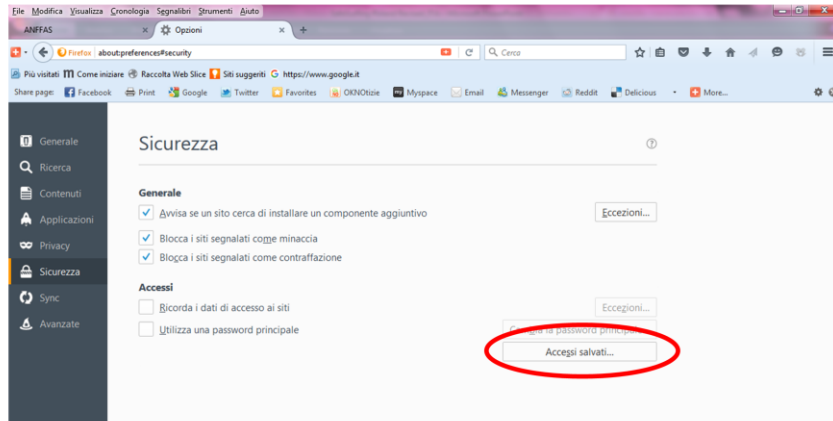 File Modifica Visualizza Cronologia Segnalibri Strumenti Aiuto
ANFFAS × Opzioni × +
Firefox about:preferences#security Cerca
Più visitati Come iniziare Raccolta Web Slice Siti suggeriti https://www.google.it
Share page: Facebook Print Google Twitter Favorites OKNOtizie Myspace Email Messenger Reddit Delicious More...
Generale
Ricerca
Contenuti
Applicazioni
Privacy
Sicurezza
Sync
Avanzate
Sicurezza
Generale
Avvisa se un sito cerca di installare un componente aggiuntivo Eccezioni...
Blocca i siti segnalati come minaccia
Blocca i siti segnalati come contraffazione
Accessi
Ricorda i dati di accesso ai siti Eccezioni...
Utilizza una password principale la password
Accessi salvati...